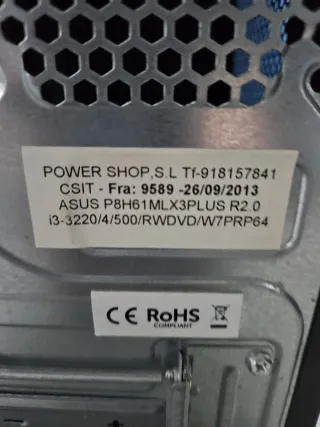 POWER SHOP,S.L Tf-918157841
CSIT - Fra: 9589 -26/09/2013
ASUS P8H61MLX3PLUS R2.0
i3-3220/4/500/RWDVD/W7PRP64
CE RoHS
COMPLIANT